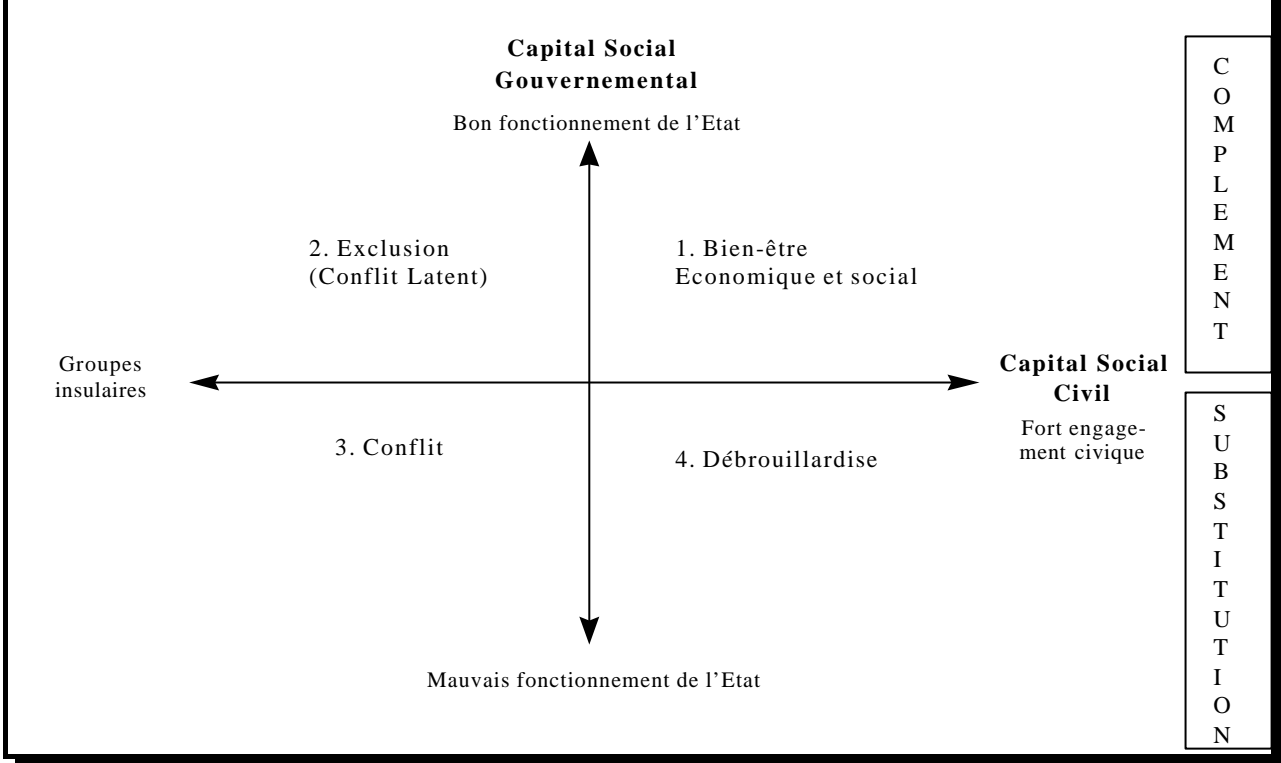 Capital Social
Gouvernemental
Bon fonctionnement de l’Etat
2. Exclusion
(Conflit Latent)
1. Bien-être
Economique et social
Groupes
insulaires
Capital Social
Civil
Fort engage-
ment civique
3. Conflit
4. Débrouillardise
Mauvais fonctionnement de l’Etat
C
O
M
P
L
E
M
E
N
T
S
U
B
S
T
I
T
U
T
I
O
N